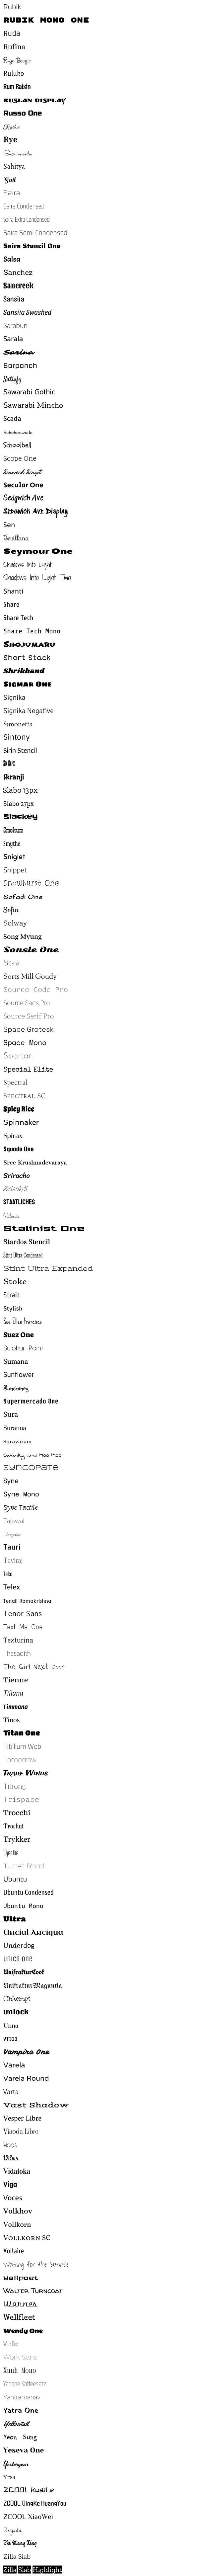 Rubik
Rubik Mono One
Ruda
Rufina
Ruge Boogie
Ruluko
Rum Raisin
Ruslan Display
Russo One
Ruthie
Rye
Sacramento
Sahitya
Sail
Saira
Saira Condensed
Saira Extra Condensed
Saira Semi Condensed
Saira Stencil One
Salsa
Sanchez
Sancreek
Sansita
Sansita Swashed
Sarabun
Sarala
Sarina
Sarpanch
Satisfy
Sawarabi Gothic
Sawarabi Mincho
Scada
Scheherazade
Schoolbell
Scope One
Seaweed Script
Secular One
Sedgwick Ave
Sedgwick Ave Display
Sen
Sevillana
Seymour One
Shadows Into Light
Shadows Into Light Two
Shanti
Share
Share Tech
Share Tech Mono
Shojumaru
Short Stack
Shrikhand
Sigmar One
Signika
Signika Negative
Simonetta
Sintony
Sirin Stencil
Six Caps
Skranji
Slabo 13px
Slabo 27px
Slackey
Smokum
Smythe
Sniglet
Snippet
Snowburst One
Sofadi One
Sofia
Solway
Song Myung
Sonsie One
Sora
Sorts Mill Goudy
Source Code Pro
Source Sans Pro
Source Serif Pro
Space Grotesk
Space Mono
Spartan
Special Elite
Spectral
Spectral SC
Spicy Rice
Spinnaker
Spirax
Squada One
Sree Krushnadevaraya
Sriracha
Srisakdi
Staatliches
Stalemate
Stalinist One
Stardos Stencil
Stint Ultra Condensed
Stint Ultra Expanded
Stoke
Strait
Stylish
Sue Ellen Francisco
Suez One
Sulphur Point
Sumana
Sunflower
Sunshiney
Supermercado One
Sura
Suranna
Suravaram
Swanky and Moo Moo
Syncopate
Syne
Syne Mono
Syne Tactile
Tajawal
Tangerine
Tauri
Taviraj
Teko
Telex
Tenali Ramakrishna
Tenor Sans
Text Me One
Texturina
Thasadith
The Girl Next Door
Tienne
Tillana
Timmana
Tinos
Titan One
Titillium Web
Tomorrow
Trade Winds
Trirong
Trispace
Trocchi
Trochut
Trykker
Tulpen One
Turret Road
Ubuntu
Ubuntu Condensed
Ubuntu Mono
Ultra
Uncial Antiqua
Underdog
Unica One
UnifrakturCook
UnifrakturMaguntia
Unkempt
Unlock
Unna
VT323
Vampiro One
Varela
Varela Round
Varta
Vast Shadow
Vesper Libre
Viaoda Libre
Vibes
Vibur
Vidaloka
Viga
Voces
Volkhov
Vollkorn
Vollkorn SC
Voltaire
Waiting for the Sunrise
Wallpoet
Walter Turncoat
Warnes
Wellfleet
Wendy One
Wire One
Work Sans
Xanh Mono
Yanone Kaffeesatz
Yantramanav
Yatra One
Yellowtail
Yeon Sung
Yeseva One
Yesteryear
Yrsa
ZCOOL KuaiLe
ZCOOL QingKe HuangYou
ZCOOL XiaoWei
Zeyada
Zhi Mang Xing
Zilla Slab
Zilla Slab Highlight